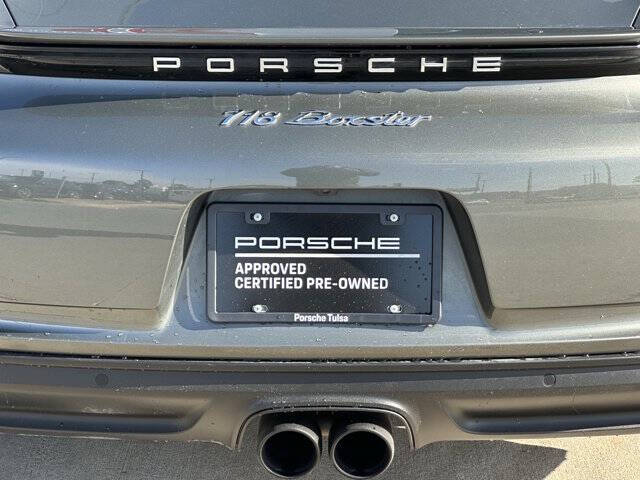 PORSCHE
718 Boxster
PORSCHE
APPROVED
CERTIFIED PRE-OWNED
Porsche Tulsa